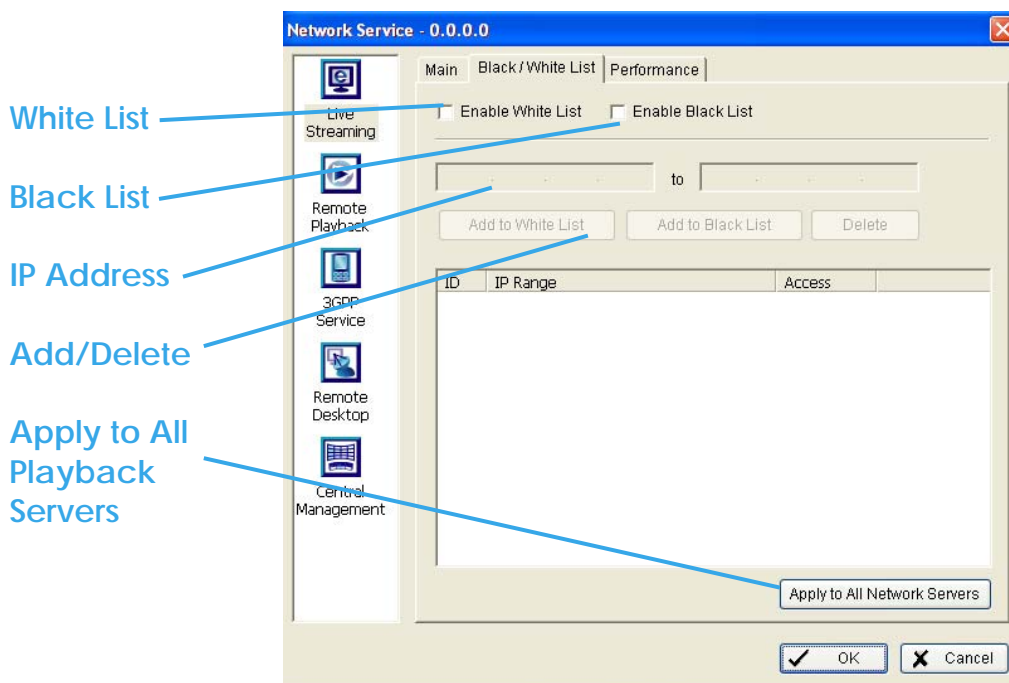 Network Service - 0.0.0.0
Main
Black / White List
Performance
White List
Enable White List
Enable Black List
Live
Streaming
Black List
to
Remote
Playback
Add to White List
Add to Black List
Delete
IP Address
ID
IP Range
Access
3GPP
Service
Add/Delete
Remote
Desktop
Apply to All
Playback
Servers
Central
Management
Apply to All Network Servers
OK
Cancel